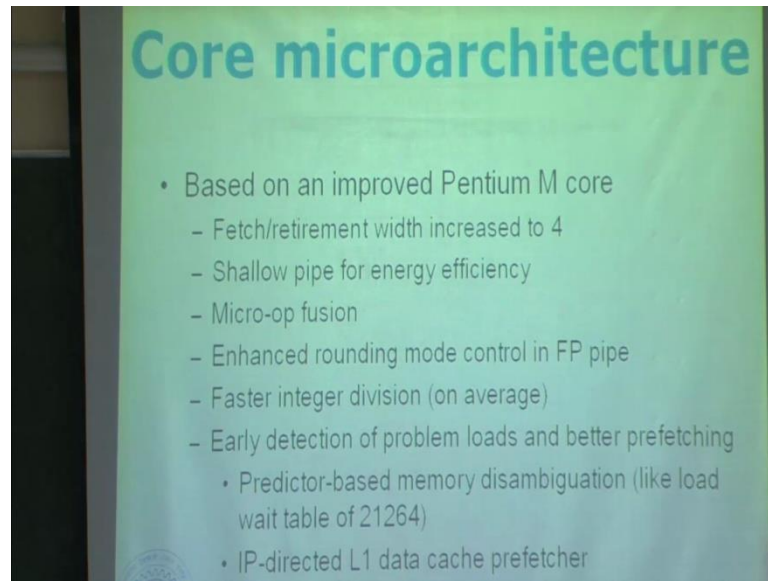 Core microarchitecture
• Based on an improved Pentium M core
– Fetch/retirement width increased to 4
– Shallow pipe for energy efficiency
– Micro-op fusion
– Enhanced rounding mode control in FP pipe
– Faster integer division (on average)
– Early detection of problem loads and better prefetching
• Predictor-based memory disambiguation (like load
wait table of 21264)
• IP-directed L1 data cache prefetcher